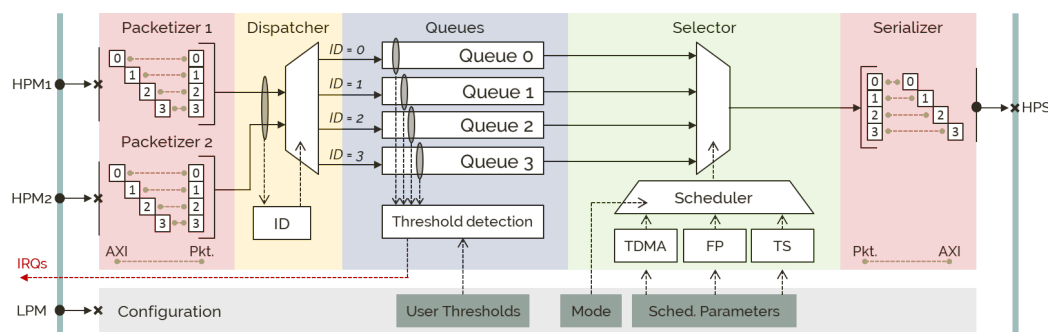 Packetizer 1
Dispatcher
Queues
Selector
Serializer
0 0
1 1
2 2
3 3
ID = 0
Queue 0
ID = 1
Queue 1
ID = 2
Queue 2
ID = 3
Queue 3
0 0
1 1
2 2
3 3
HPM1
HPS
Packetizer 2
0 0
1 1
2 2
3 3
HPM2
ID
Threshold detection
Scheduler
TDMA
FP
TS
AXI Pkt.
Pkt. AXI
IRQs
LPM
Configuration
User Thresholds
Mode
Sched. Parameters